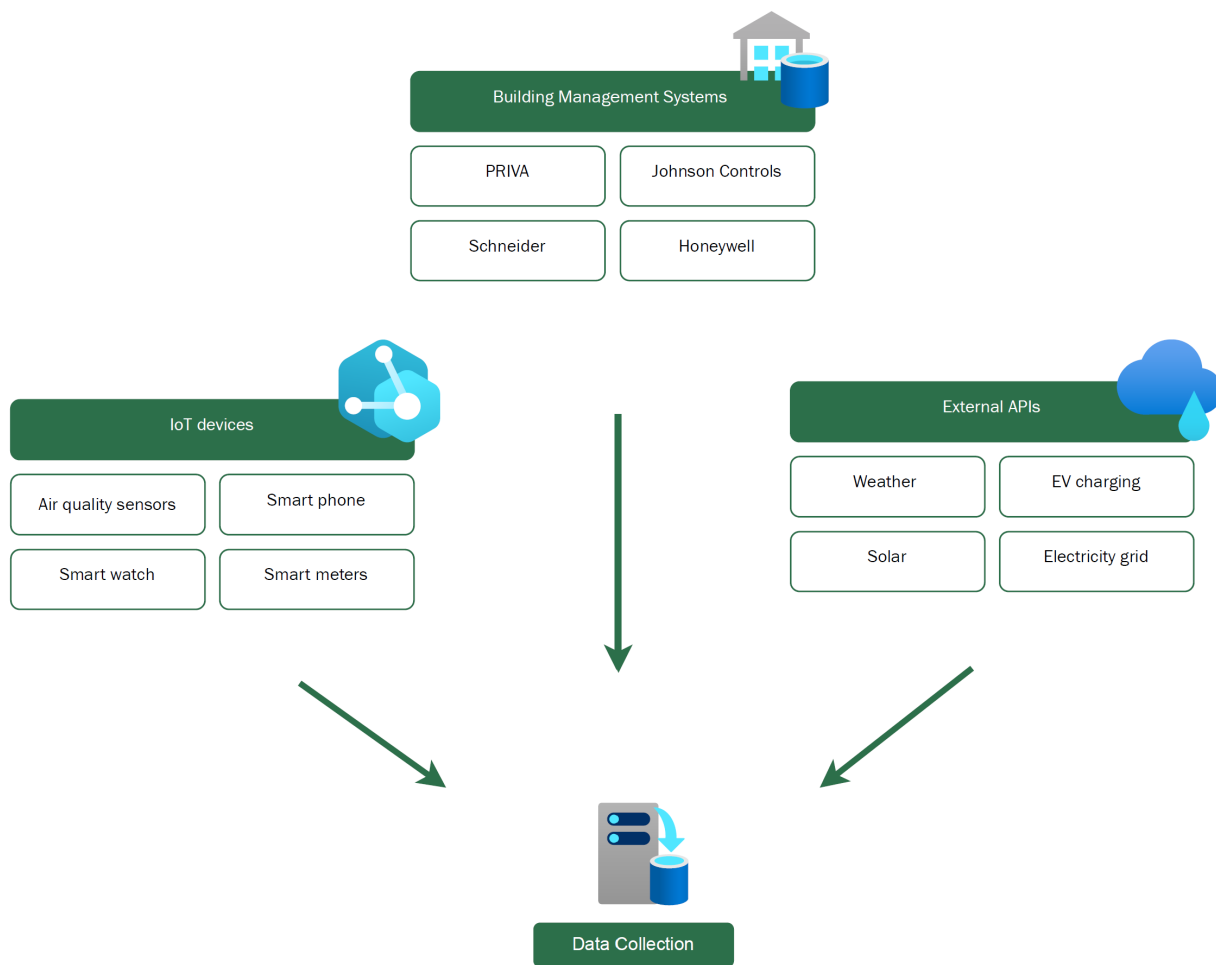 Building Management Systems
PRIVA
Johnson Controls
Schneider
Honeywell
IoT devices
Air quality sensors
Smart phone
Smart watch
Smart meters
External APIs
Weather
EV charging
Solar
Electricity grid
Data Collection